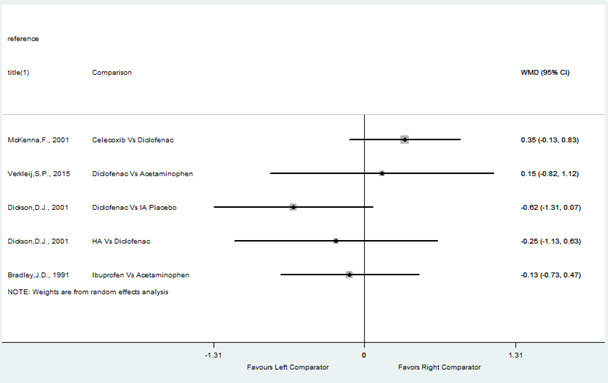 reference
title(1) Comparison WMD (95% CI)
McKenna,F., 2001 Celecoxib Vs Diclofenac 0.35 (-0.13, 0.83)
Verkleij,S.P., 2015 Diclofenac Vs Acetaminophen 0.15 (-0.82, 1.12)
Dickson,D.J., 2001 Diclofenac Vs IA Placebo -0.62 (-1.31, 0.07)
Dickson,D.J., 2001 HA Vs Diclofenac -0.25 (-1.13, 0.63)
Bradley,J.D., 1991 Ibuprofen Vs Acetaminophen -0.13 (-0.73, 0.47)
NOTE: Weights are from random effects analysis
-1.31 0 1.31
Favours Left Comparator Favors Right Comparator